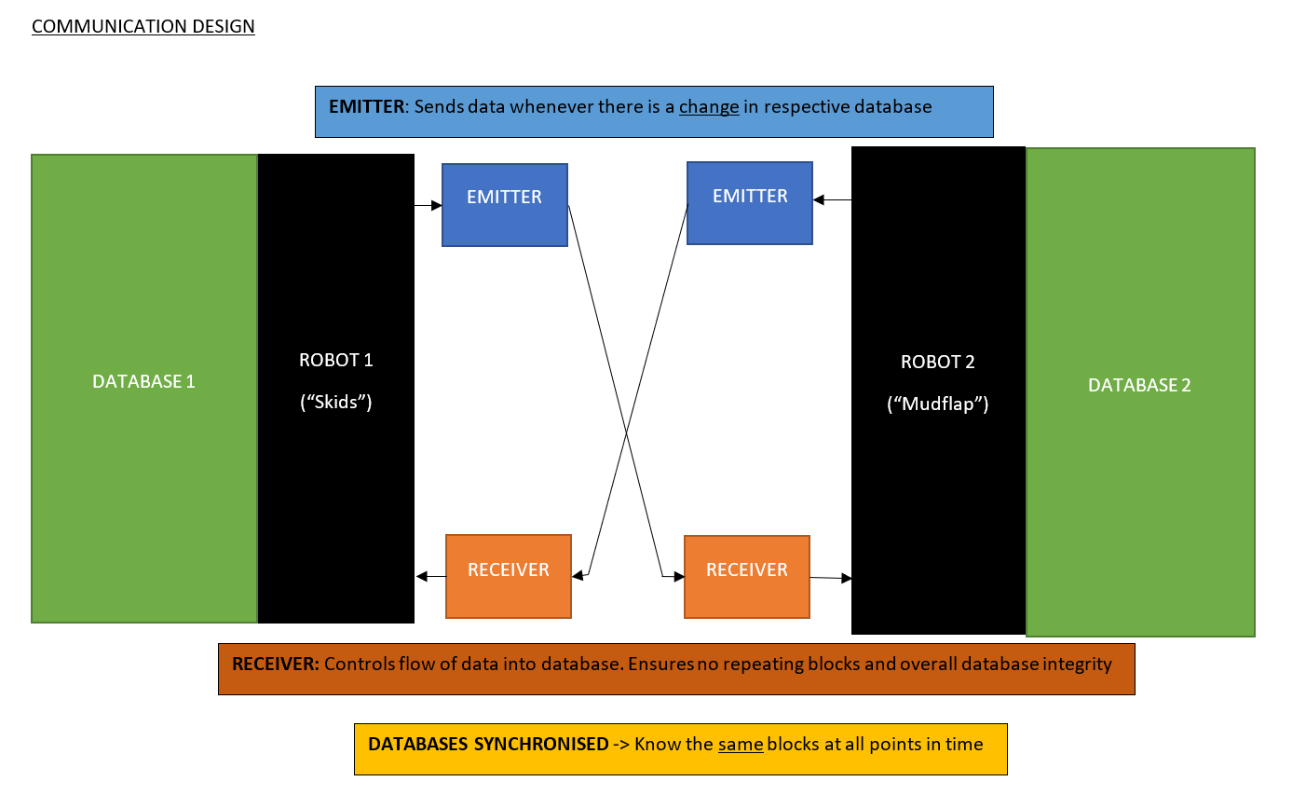 COMMUNICATION DESIGN
EMITTER: Sends data whenever there is a change in respective database
EMITTER
EMITTER
DATABASE 1
ROBOT 1
("Skids")
ROBOT 2
("Mudflap")
DATABASE 2
RECEIVER
RECEIVER
RECEIVER: Controls flow of data into database. Ensures no repeating blocks and overall database integrity
DATABASES SYNCHRONISED -> Know the same blocks at all points in time